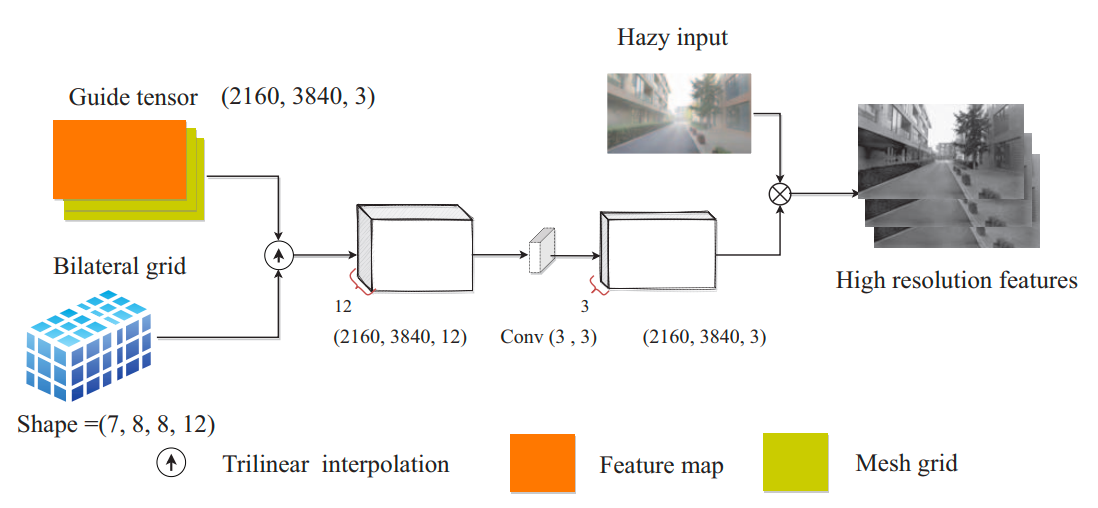 Hazy input
Guide tensor (2160, 3840, 3)
Bilateral grid
High resolution features
12
3
(2160, 3840, 12)
Conv (3 , 3)
(2160, 3840, 3)
Shape =(7, 8, 8, 12)
Trilinear interpolation
Feature map
Mesh grid